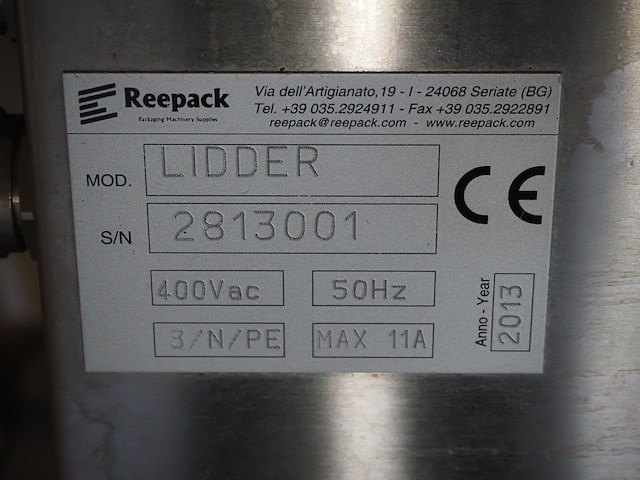 Reepack
Packaging Machinery Supplies
Via dell'Artigianato,19 - I - 24068 Seriate (BG)
Tel. +39 035.2924911 - Fax +39 035.2922891
reepack@reepack.com - www.reepack.com
MOD. LIDDER
S/N 2813001
CE
400Vac 50Hz
3/N/PE MAX 11A
Anno - Year 2013